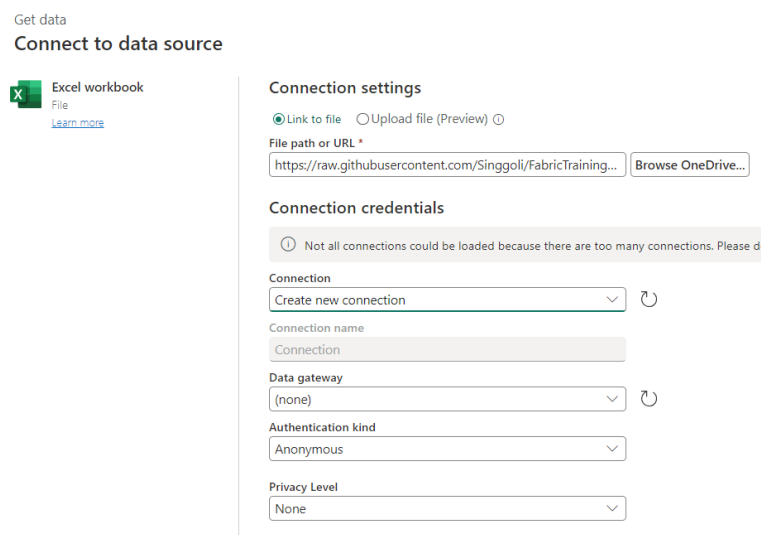 Get data
Connect to data source
Excel workbook
File
Learn more
Connection settings
Link to file Upload file (Preview)
File path or URL *
https://raw.githubusercontent.com/Singgoli/FabricTraining... Browse OneDrive...
Connection credentials
Not all connections could be loaded because there are too many connections. Please d
Connection
Create new connection
Connection name
Connection
Data gateway
(none)
Authentication kind
Anonymous
Privacy Level
None